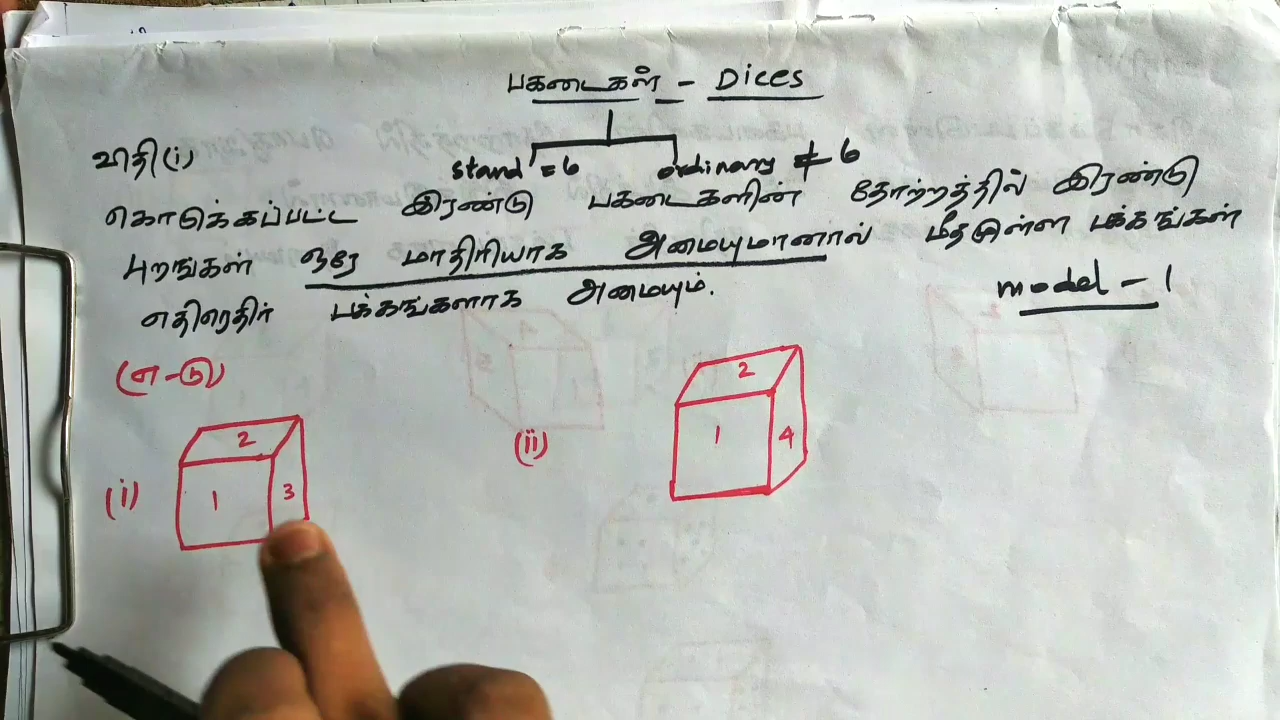 பகடைகள் - Dices
stand = 6 ordinary ≠ 6
விதி (i)
கொடுக்கப்பட்ட இரண்டு பகடைகளின் தோற்றத்தில் இரண்டு
புறங்கள் ஒரே மாதிரியாக அமையுமானால் மீதமுள்ள பக்கங்கள்
எதிரெதிர் பக்கங்களாக அமையும்.
model - 1
(எ-டு)
(i) 2 1 3
(ii) 2 1 4